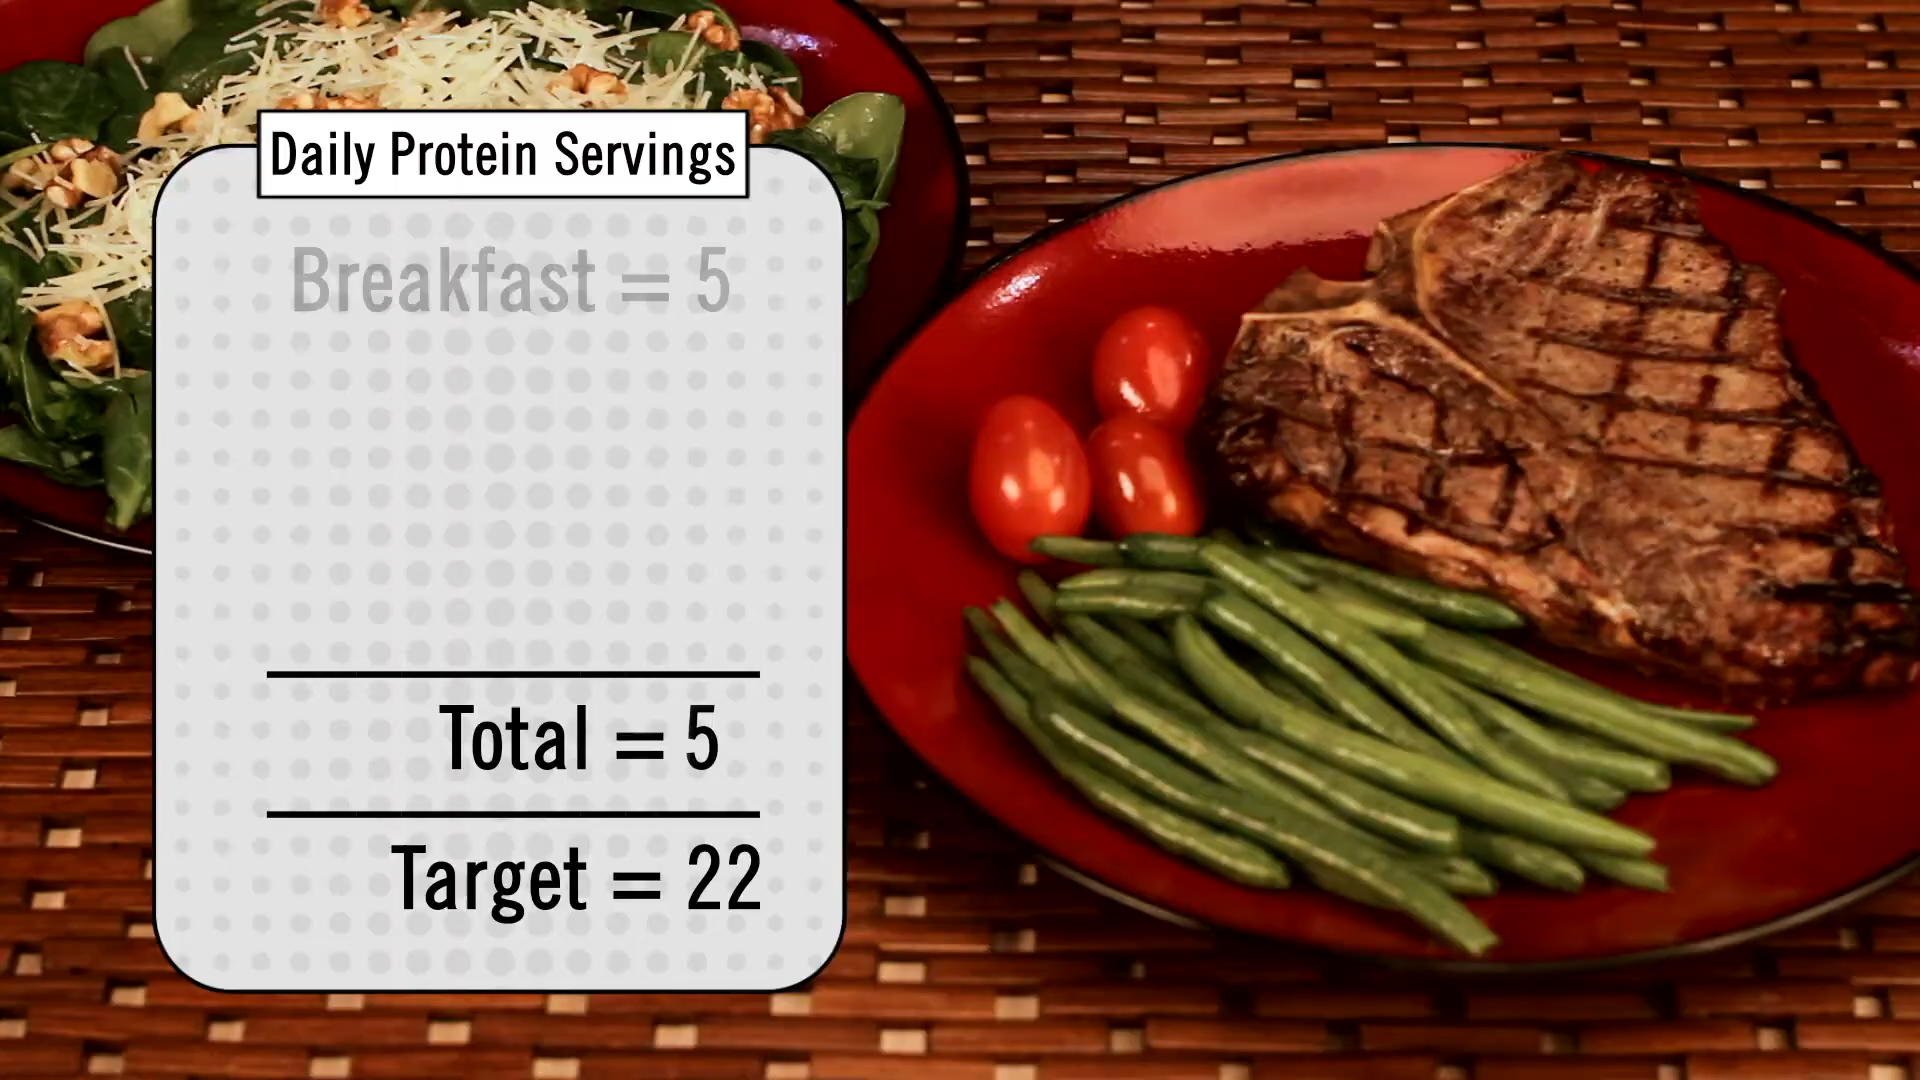 Daily Protein Servings
Breakfast = 5
Total = 5
Target = 22